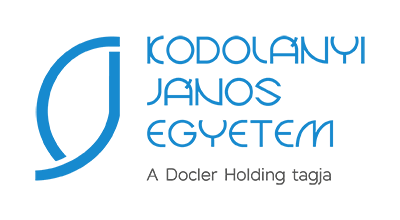 KODOLÁNYI
JÁNOS
EGYETEM
A Docler Holding tagja